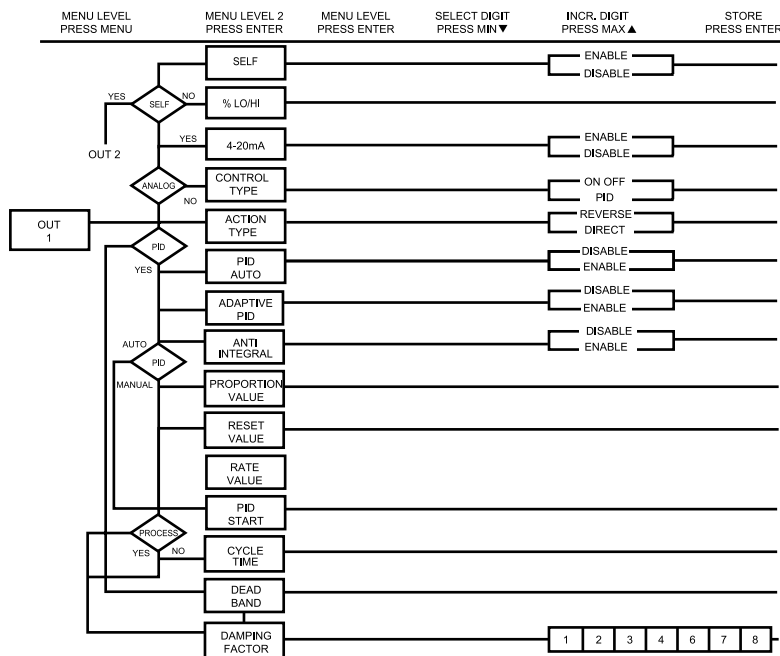 MENU LEVEL MENU LEVEL 2 MENU LEVEL SELECT DIGIT INCR. DIGIT STORE
PRESS MENU PRESS ENTER PRESS ENTER PRESS MIN▼ PRESS MAX▲ PRESS ENTER
SELF
ENABLE
DISABLE
YES
SELF
NO
% LO/HI
OUT 2
YES
4-20mA
ENABLE
DISABLE
ANALOG
NO
CONTROL
TYPE
ON OFF
PID
OUT
1
ACTION
TYPE
REVERSE
DIRECT
PID
YES
PID
AUTO
DISABLE
ENABLE
ADAPTIVE
PID
DISABLE
ENABLE
ANTI
INTEGRAL
DISABLE
ENABLE
AUTO
PID
MANUAL
PROPORTION
VALUE
RESET
VALUE
RATE
VALUE
PID
START
PROCESS
YES
NO
CYCLE
TIME
DEAD
BAND
DAMPING
FACTOR
1 2 3 4 6 7 8